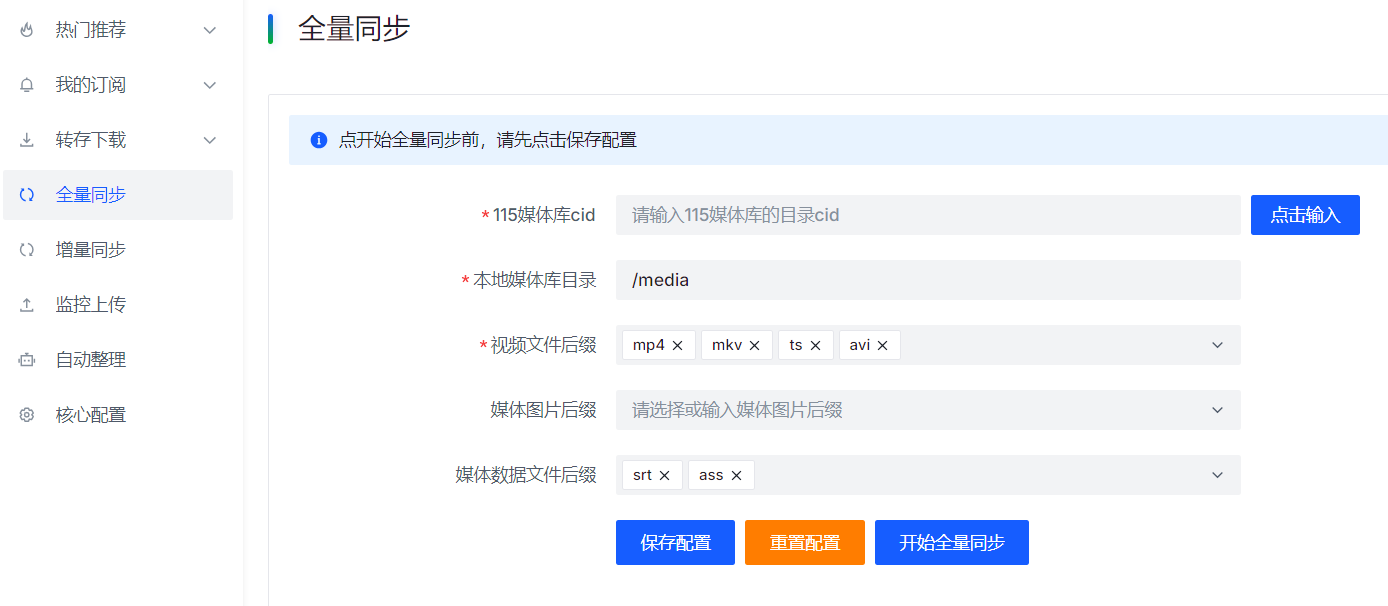 热门推荐
我的订阅
转存下载
全量同步
增量同步
监控上传
自动整理
核心配置
全量同步
点开始全量同步前，请先点击保存配置
*115媒体库cid
请输入115媒体库的目录cid
点击输入
*本地媒体库目录
/media
*视频文件后缀
mp4 mkv ts avi
媒体图片后缀
请选择或输入媒体图片后缀
媒体数据文件后缀
srt ass
保存配置 重置配置 开始全量同步